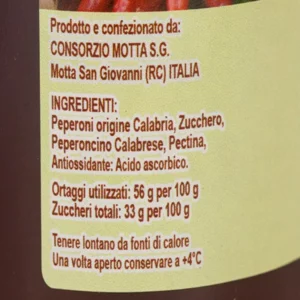 Prodotto e confezionato da:
CONSORZIO MOTTA S.G.
Motta San Giovanni (RC) ITALIA
INGREDIENTI:
Peperoni origine Calabria, Zucchero,
Peperoncino Calabrese, Pectina,
Antiossidante: Acido ascorbico.
Ortaggi utilizzati: 56 g per 100 g
Zuccheri totali: 33 g per 100 g
Tenere lontano da fonti di calore
Una volta aperto conservare a +4°C